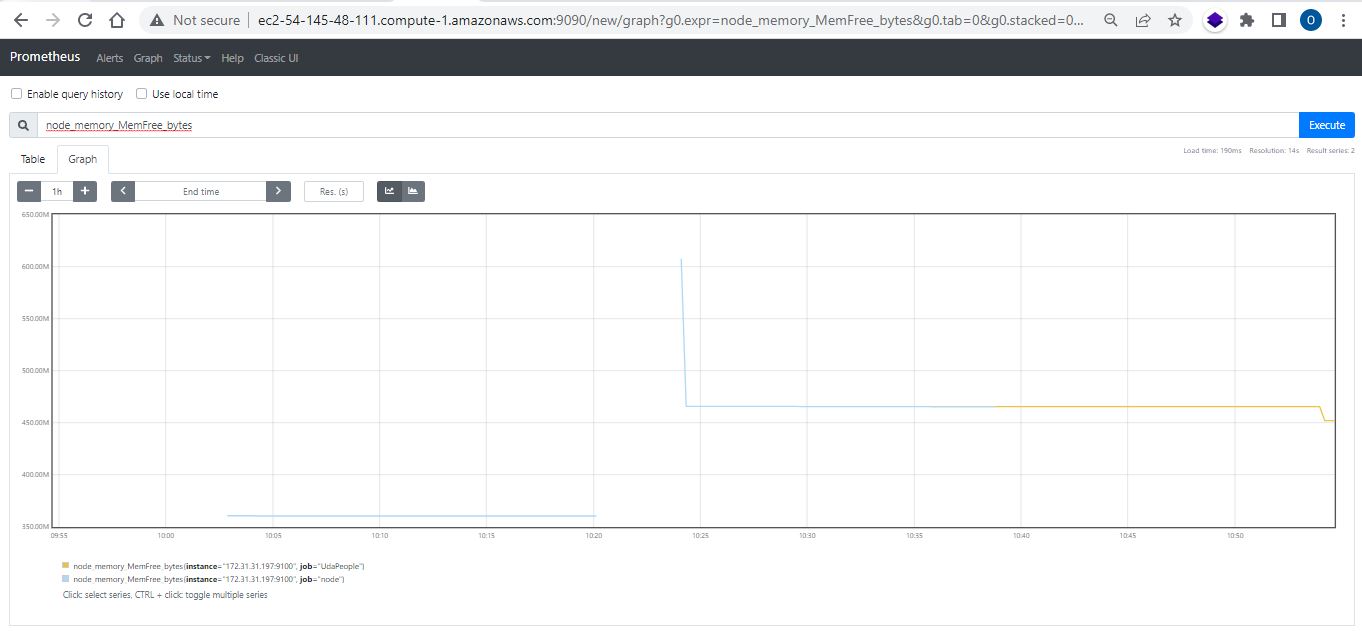 Not secure ec2-54-145-48-111.compute-1.amazonaws.com:9090/new/graph?g0.expr=node_memory_MemFree_bytes&g0.tab=0&g0.stacked=0...
O
Prometheus Alerts Graph Status Help Classic UI
Enable query history Use local time
node_memory_MemFree_bytes Execute
Load time: 190ms Resolution: 14s Result series: 2
Table Graph
− 1h + End time Res. (s)
650.00M
600.00M
550.00M
500.00M
450.00M
400.00M
350.00M
09:55 10:00 10:05 10:10 10:15 10:20 10:25 10:30 10:35 10:40 10:45 10:50
node_memory_MemFree_bytes{instance="172.31.31.197:9100", job="UdaPeople"}
node_memory_MemFree_bytes{instance="172.31.31.197:9100", job="node"}
Click: select series, CTRL + click: toggle multiple series